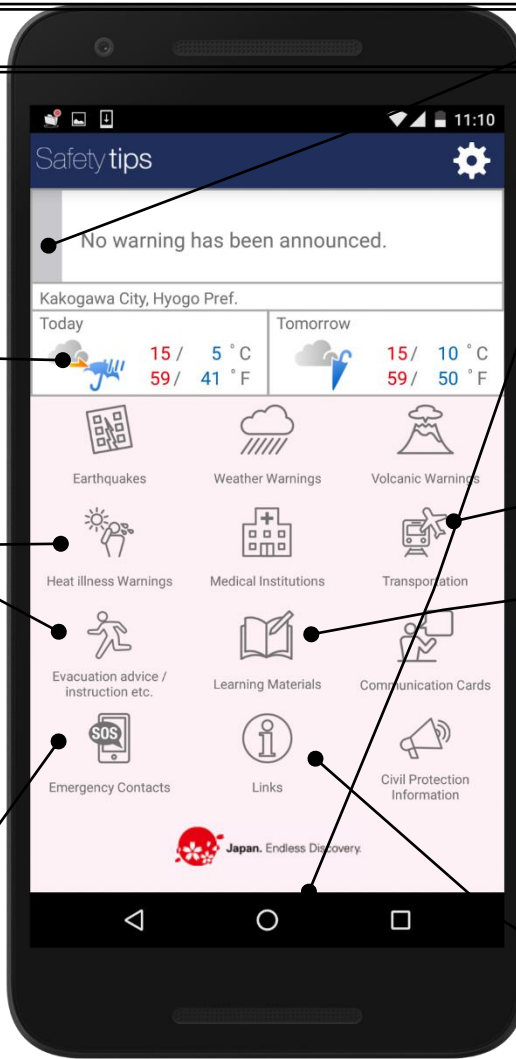 11:10
Safety tips
No warning has been announced.
Kakogawa City, Hyogo Pref.
Today
Tomorrow
15 / 5 °C
59 / 41 °F
15 / 10 °C
59 / 50 °F
Earthquakes
Weather Warnings
Volcanic Warnings
Heat illness Warnings
Medical Institutions
Transportation
Evacuation advice /
instruction etc.
Learning Materials
Communication Cards
SOS
Emergency Contacts
Links
Civil Protection
Information
Japan. Endless Discovery.